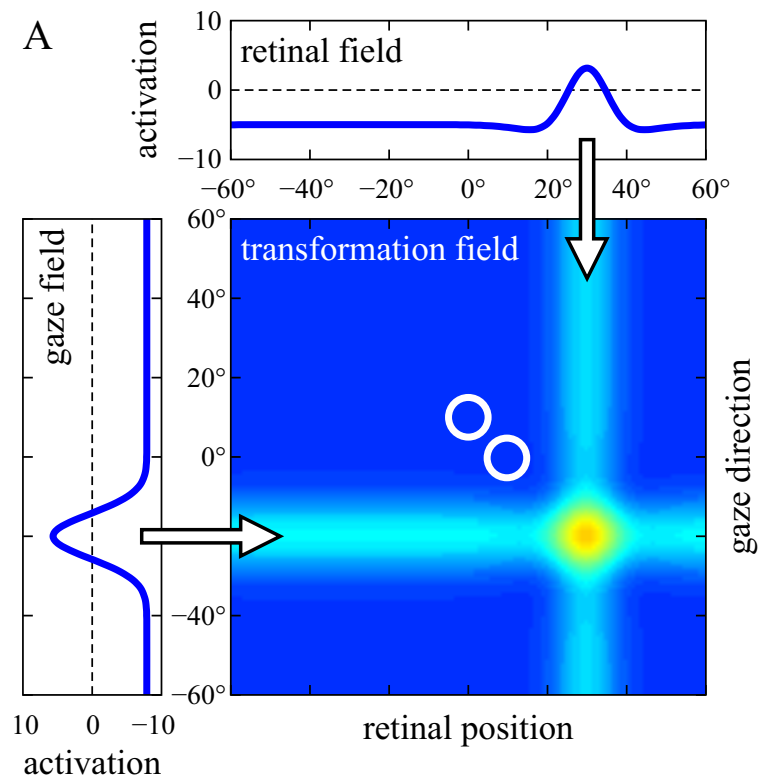 A
10
retinal field
0
−10
activation
−60° −40° −20° 0° 20° 40° 60°
60°
gaze field
transformation field
40°
20°
0°
gaze direction
−40°
−60°
10 0 −10
activation
retinal position